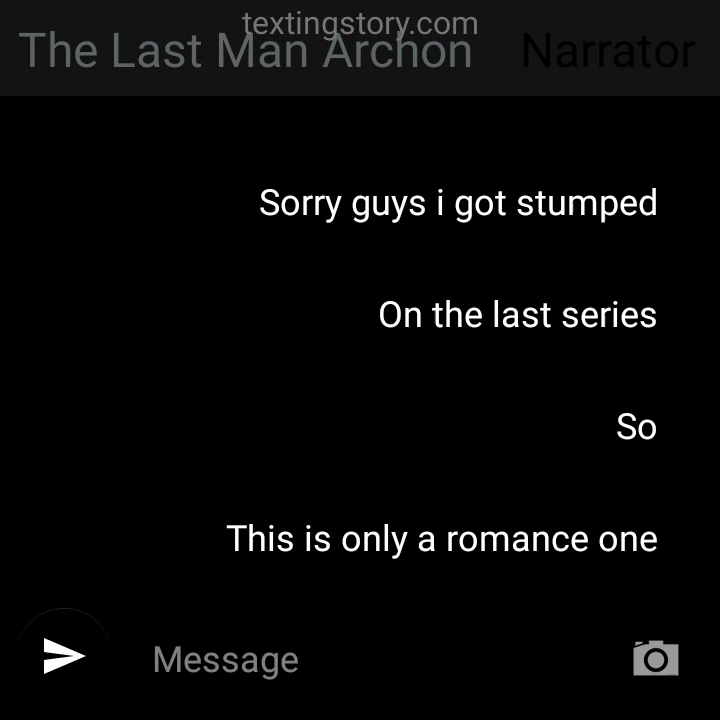 textingstory.com
The Last Man Archon Narrator
Sorry guys i got stumped
On the last series
So
This is only a romance one
Message